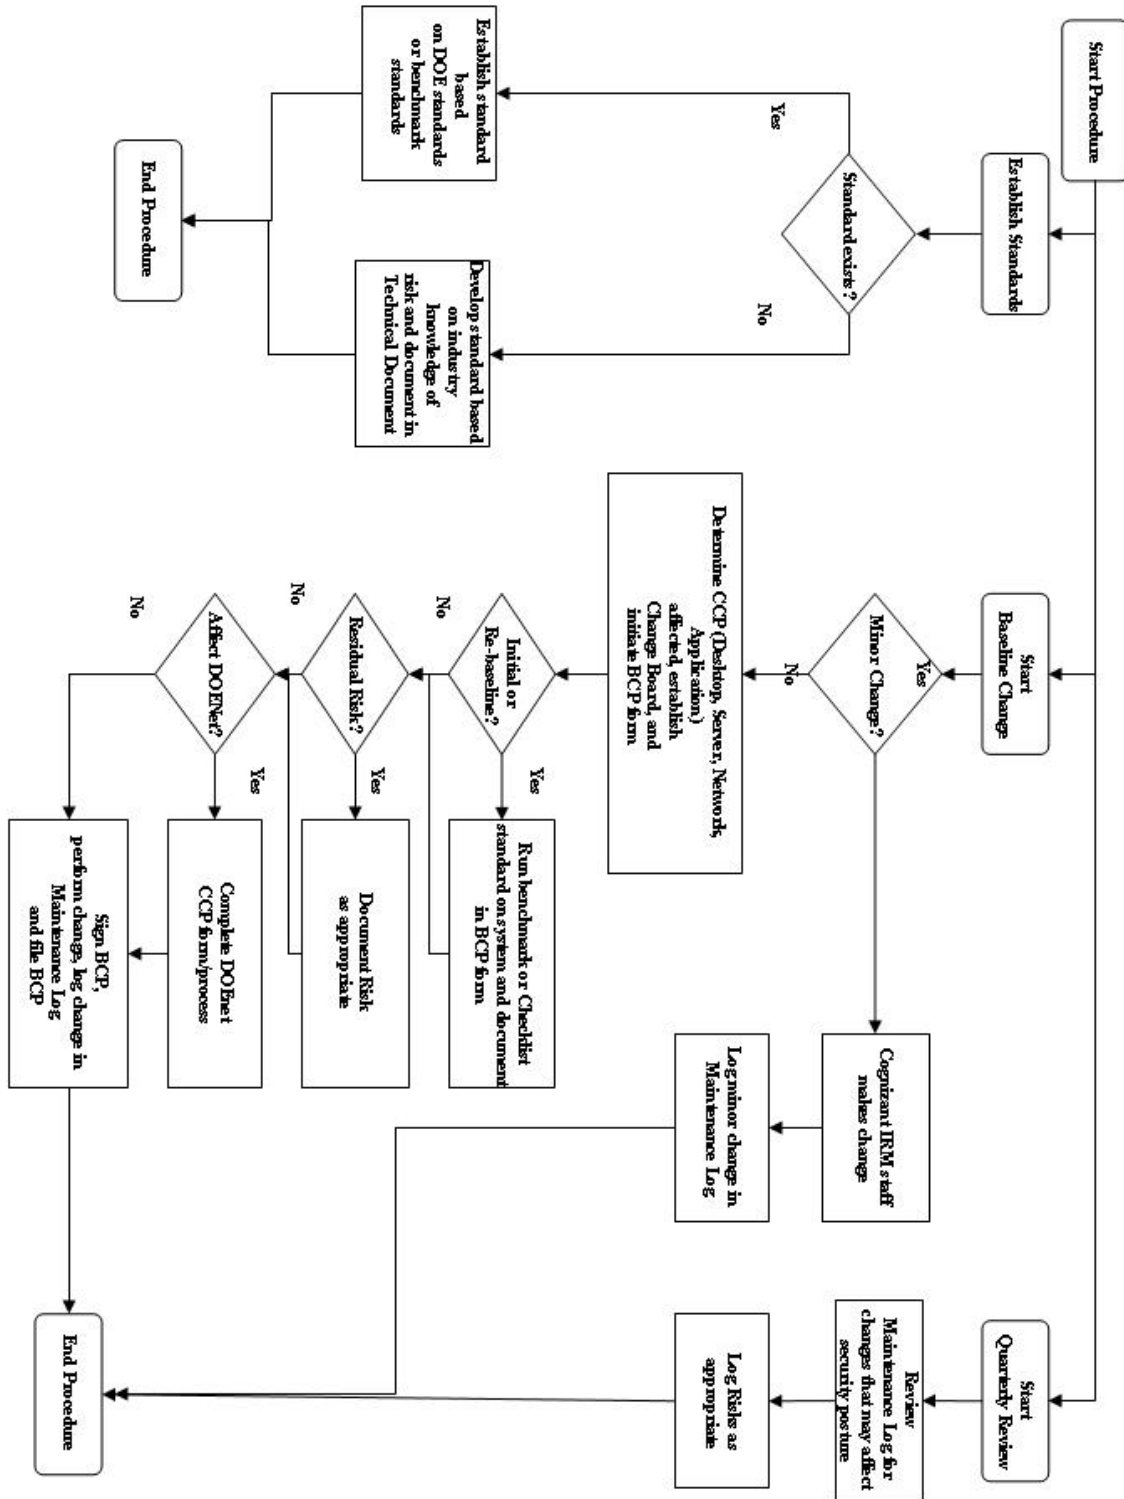 Start Procedure
Establish Standards
Start
Baseline Change
Start
Quarterly Review
Standard exists?
Yes
No
Establish standard
based
on DOE standards
or benchmark
standards
Develop standard based
on industry
knowledge of
risk and document in
Technical Document
End Procedure
Minor Change?
Yes
No
Determine CCP (Desktop, Server, Network,
Application)
affected, establish
Change Board, and
initiate BCP form
Cognizant IRM staff
makes change
Log minor change in
Maintenance Log
Initial or
Re-baseline?
Yes
No
Run benchmark or Checklist
standard on system and document
in BCP form
Residual Risk?
Yes
No
Document Risk
as appropriate
Affect DOENet?
Yes
No
Complete DOEnet
CCP form/process
Sign BCP,
perform change, log change in
Maintenance Log
and file BCP
Review
Maintenance Log for
changes that may affect
security posture
Log Risks as
appropriate
End Procedure